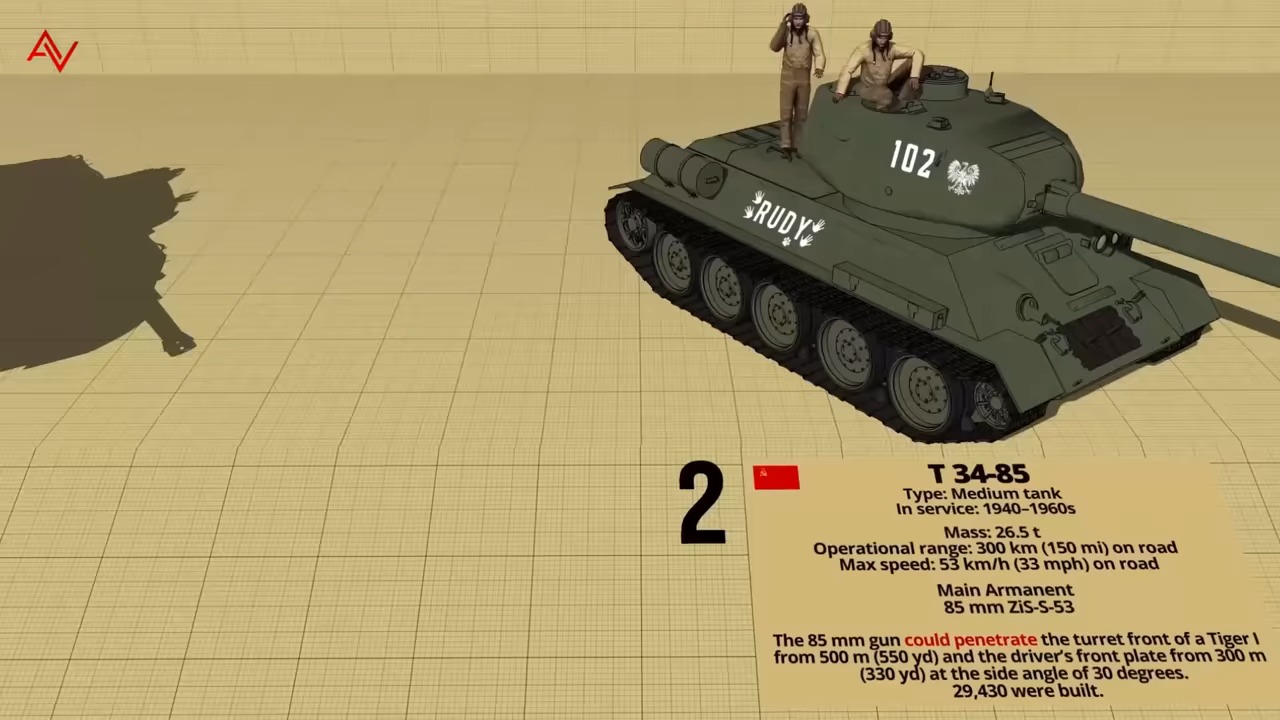 AV
102
RUDY
2
T 34-85
Type: Medium tank
In service: 1940–1960s
Mass: 26.5 t
Operational range: 300 km (150 mi) on road
Max speed: 53 km/h (33 mph) on road
Main Armanent
85 mm ZiS-S-53
The 85 mm gun could penetrate the turret front of a Tiger I
from 500 m (550 yd) and the driver's front plate from 300 m
(330 yd) at the side angle of 30 degrees.
29,430 were built.